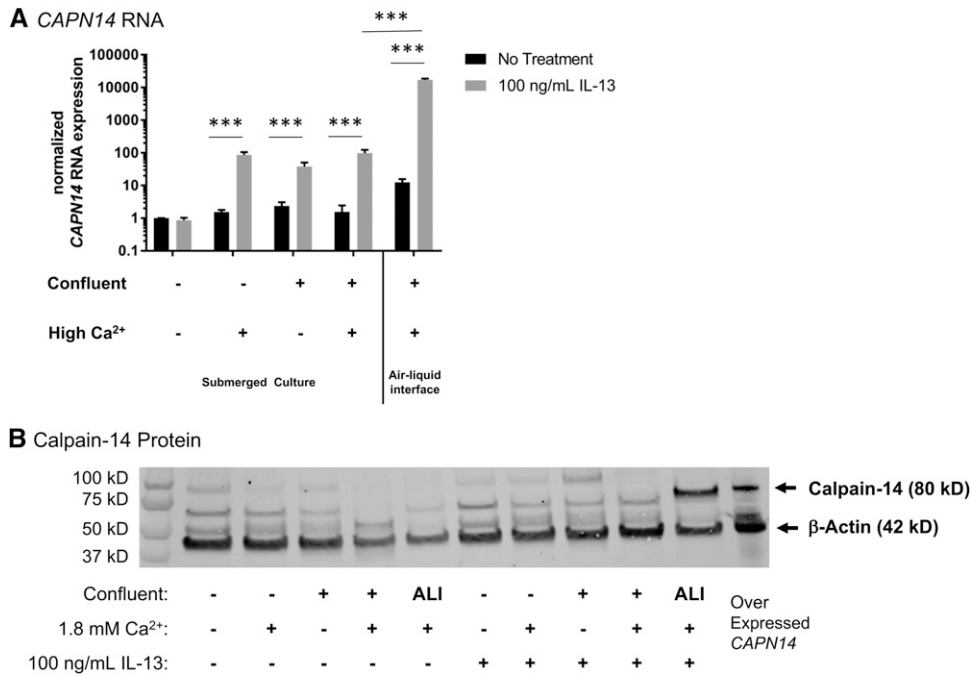 A CAPN14 RNA
***
***
*** *** ***
100000
10000
1000
100
10
1
0.1
normalized
CAPN14 RNA expression
No Treatment
100 ng/mL IL-13
Confluent - - + + +
High Ca²⁺ - + - + +
Submerged Culture
Air-liquid
interface
B Calpain-14 Protein
100 kD
75 kD
50 kD
37 kD
Calpain-14 (80 kD)
β-Actin (42 kD)
Confluent: - - + + ALI - - + + ALI
1.8 mM Ca²⁺: - + - + + - + - + +
100 ng/mL IL-13: - - - - - + + + + +
Over
Expressed
CAPN14